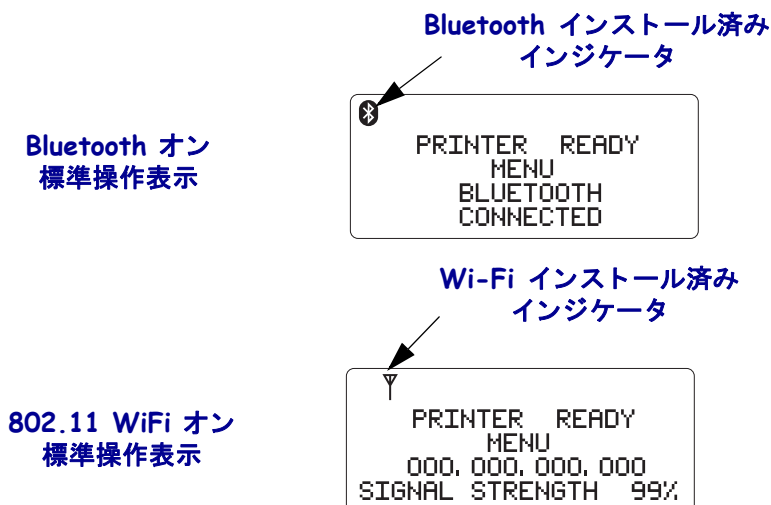 Bluetooth インストール済み
インジケータ
Bluetooth オン
標準操作表示
PRINTER READY
MENU
BLUETOOTH
CONNECTED
Wi-Fi インストール済み
インジケータ
802.11 WiFi オン
標準操作表示
PRINTER READY
MENU
000.000.000.000
SIGNAL STRENGTH 99%